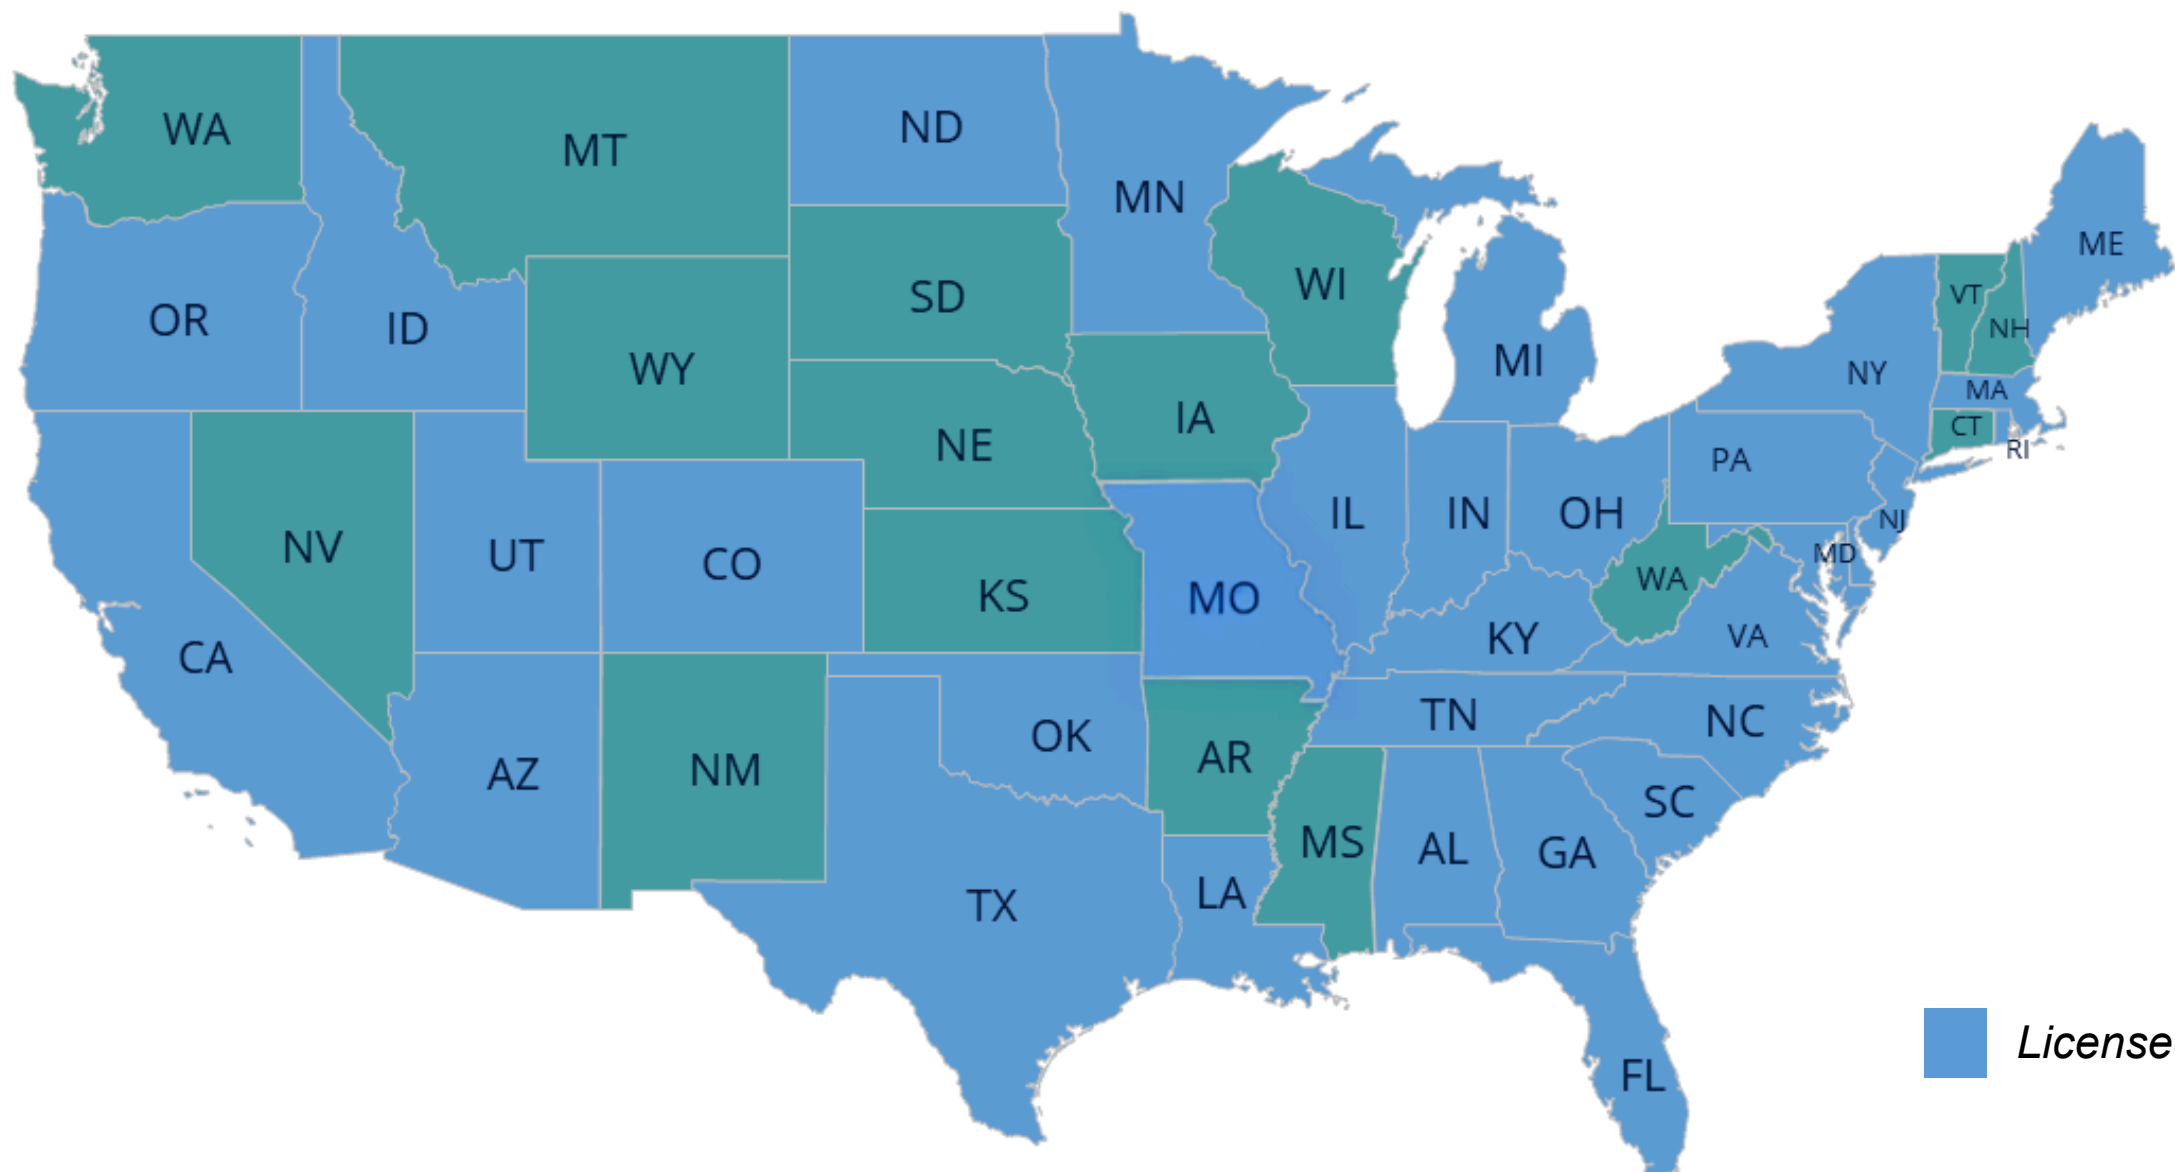 WA
MT
ND
MN
ME
OR
ID
WY
SD
WI
MI
VT
NH
NY
MA
CT
RI
NE
IA
PA
NV
UT
CO
KS
MO
IL
IN
OH
NJ
MD
WA
CA
KY
VA
AZ
NM
OK
AR
TN
NC
SC
TX
LA
MS
AL
GA
FL
License